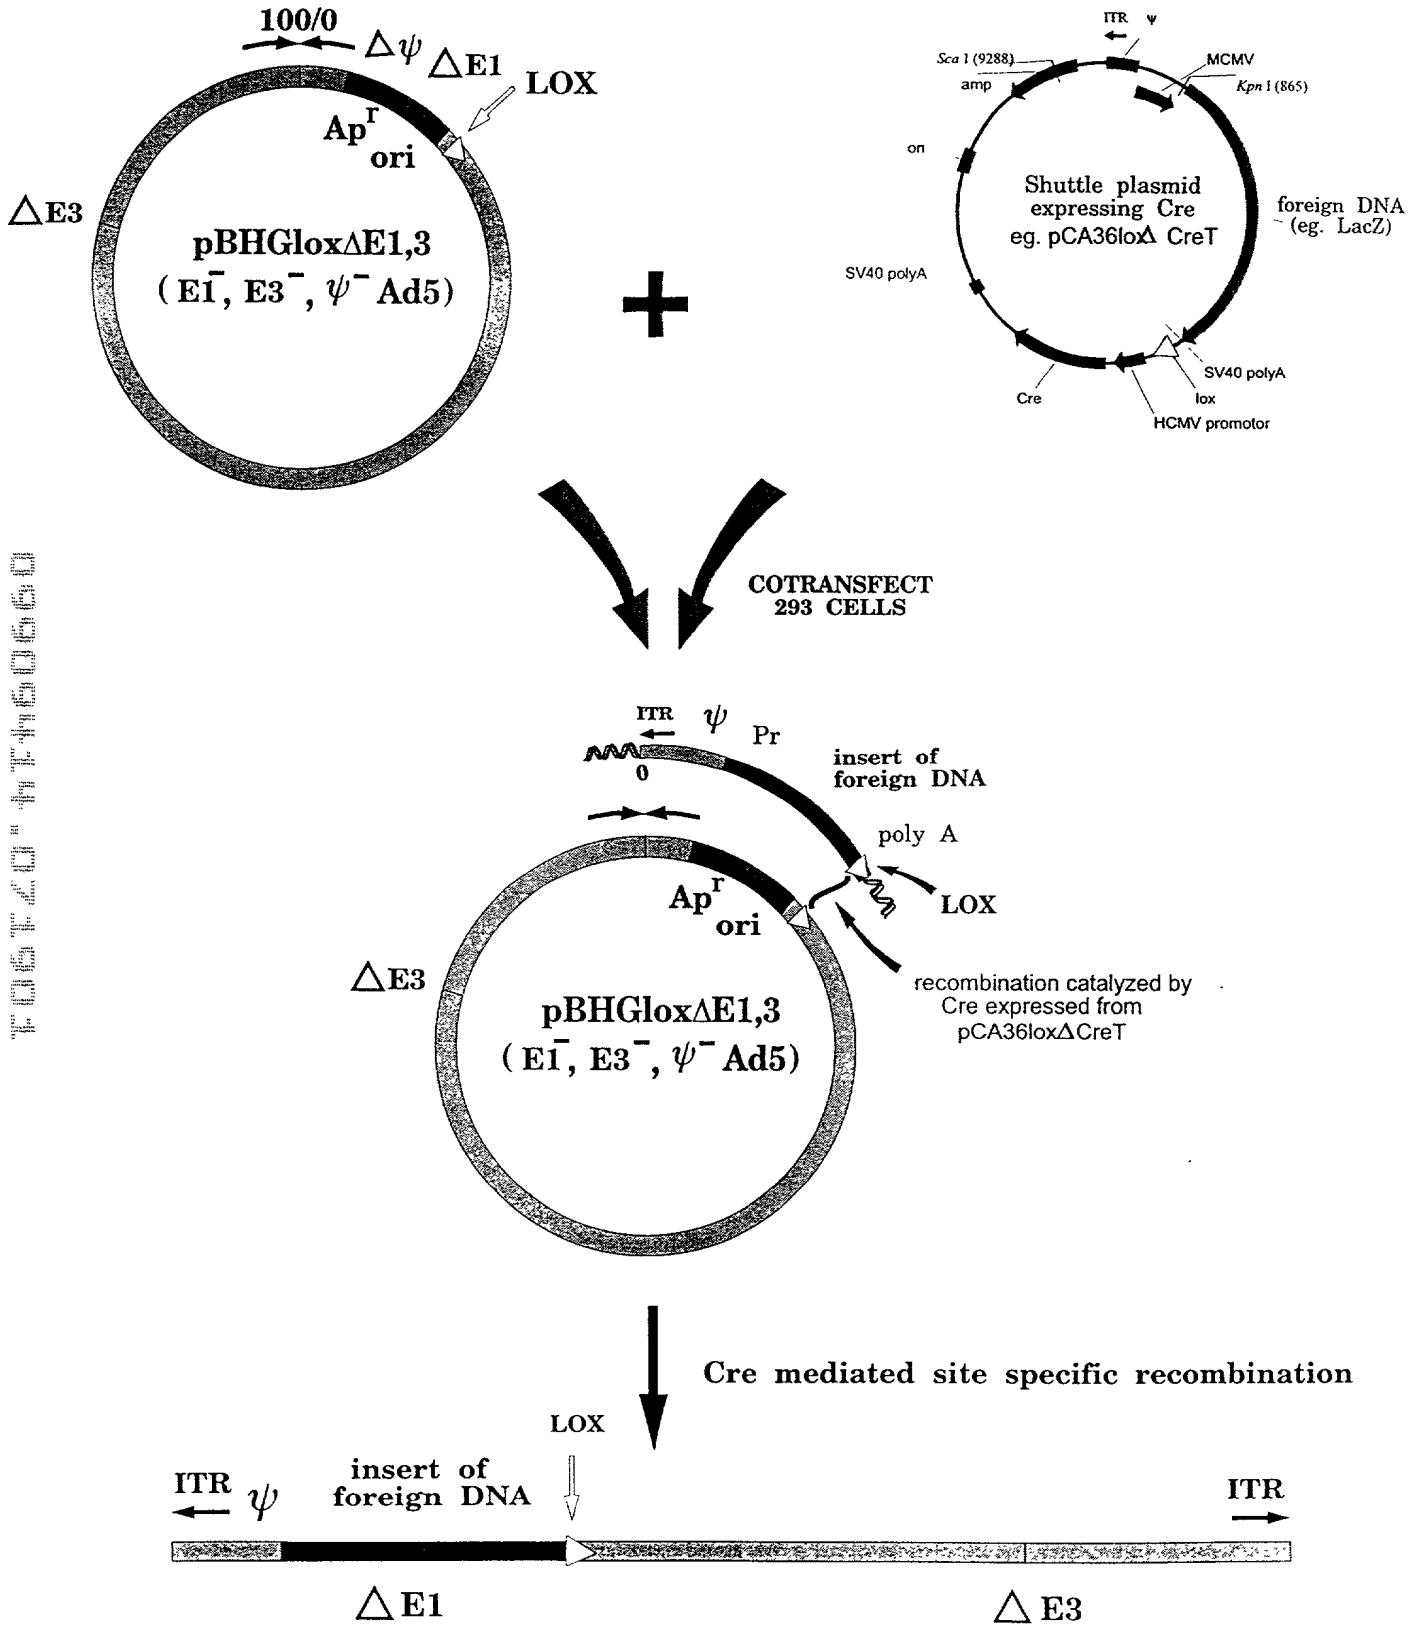 100/0
Δψ
ΔE1
LOX
Ap^r
ori
ΔE3
pBHGloxΔE1,3
(E1^-, E3^-, ψ^- Ad5)
+
ITR ψ
Sca I (9288)
amp
MCMV
Kpn I (865)
ori
Shuttle plasmid
expressing Cre
eg. pCA36loxΔ CreT
foreign DNA
(eg. LacZ)
SV40 polyA
SV40 polyA
lox
Cre
HCMV promotor
COTRANSFECT
293 CELLS
ITR
ψ
Pr
0
insert of
foreign DNA
poly A
LOX
Ap^r
ori
ΔE3
pBHGloxΔE1,3
(E1^-, E3^-, ψ^- Ad5)
recombination catalyzed by
Cre expressed from
pCA36loxΔCreT
Cre mediated site specific recombination
LOX
ITR ψ
insert of
foreign DNA
ITR
ΔE1
ΔE3